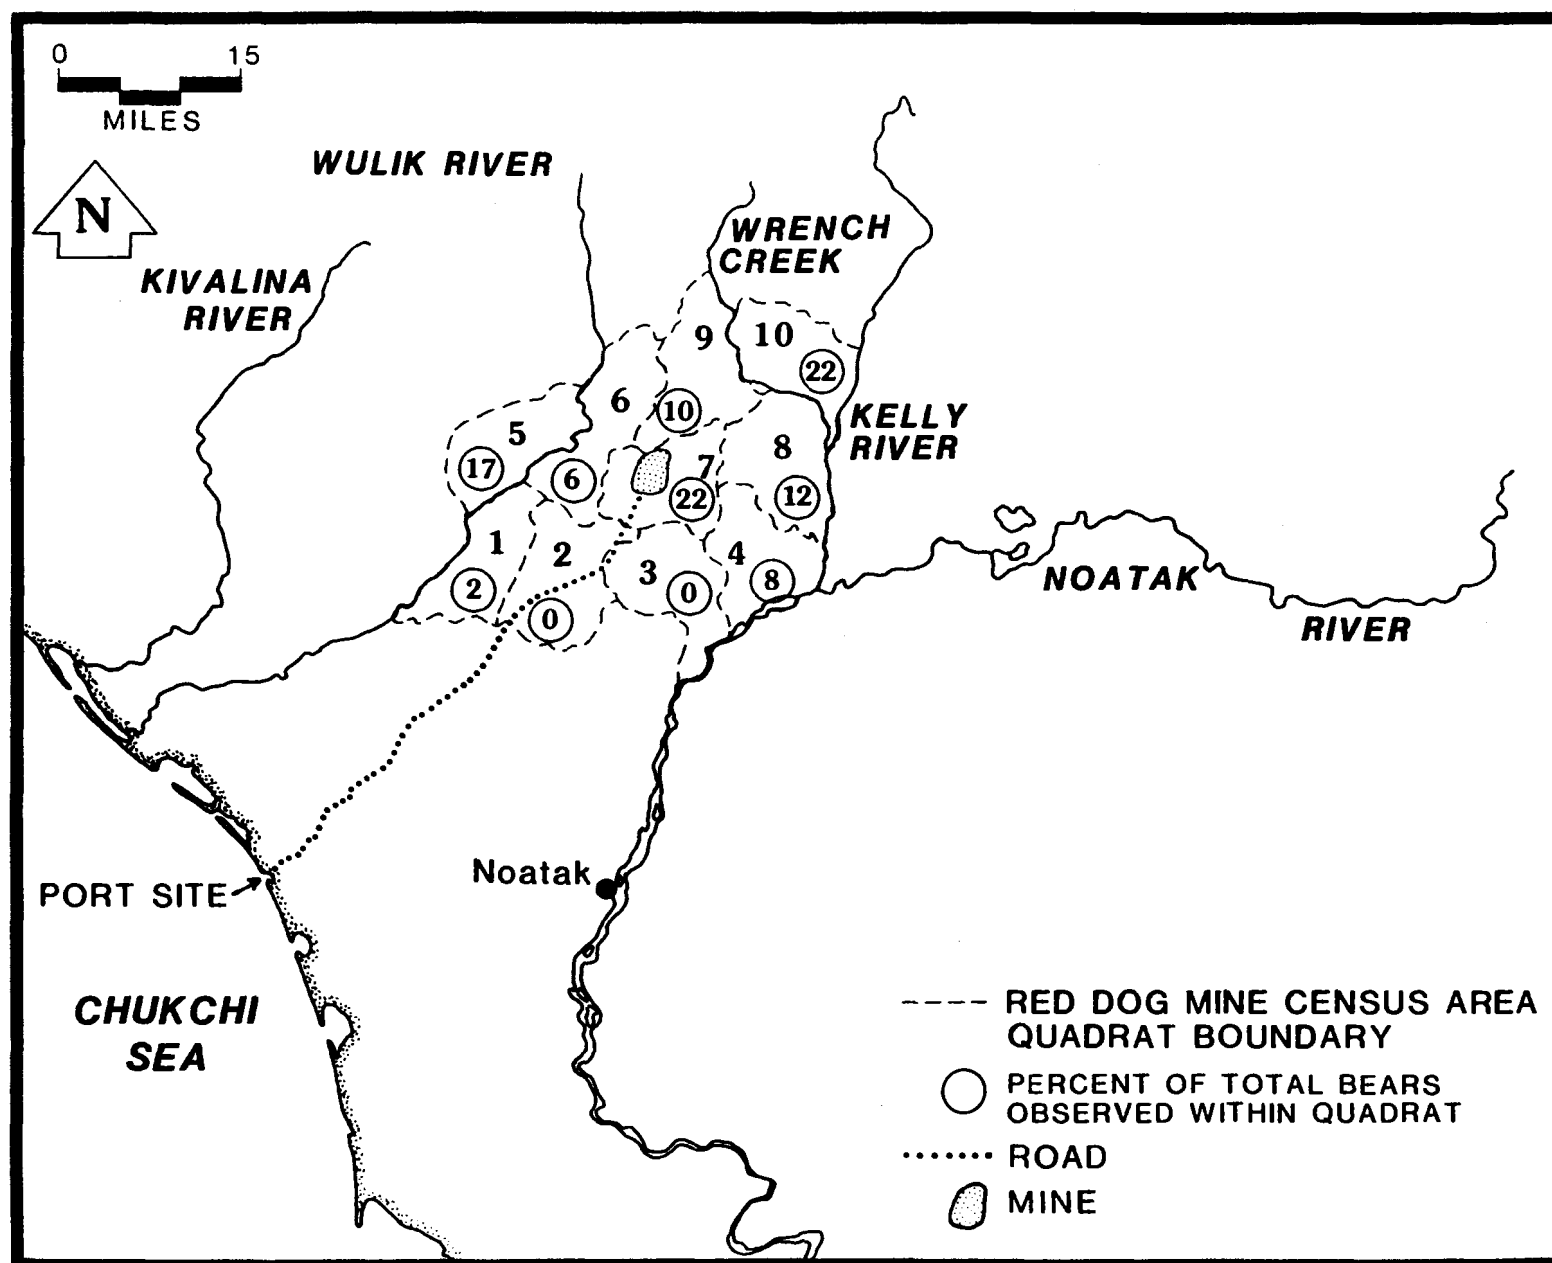 0 15
MILES
N
WULIK RIVER
KIVALINA
RIVER
WRENCH
CREEK
9
10
22
6
10
KELLY
RIVER
5
17
8
7
6
22
12
1
2
3
4
2
0
0
8
NOATAK
RIVER
Noatak
PORT SITE
CHUKCHI
SEA
RED DOG MINE CENSUS AREA
QUADRAT BOUNDARY
PERCENT OF TOTAL BEARS
OBSERVED WITHIN QUADRAT
ROAD
MINE